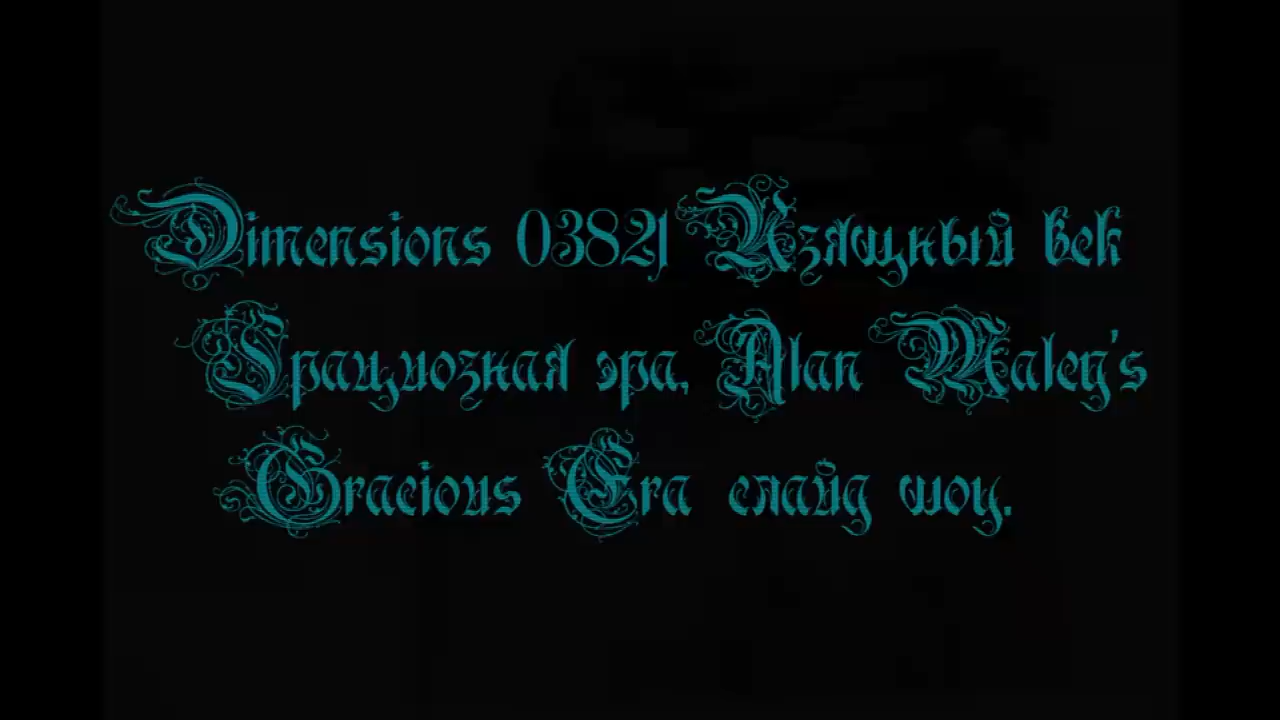 Dimensions 03821 Изящный век
Грациозная эра, Alan Maley's
Gracious Era слайд шоу.